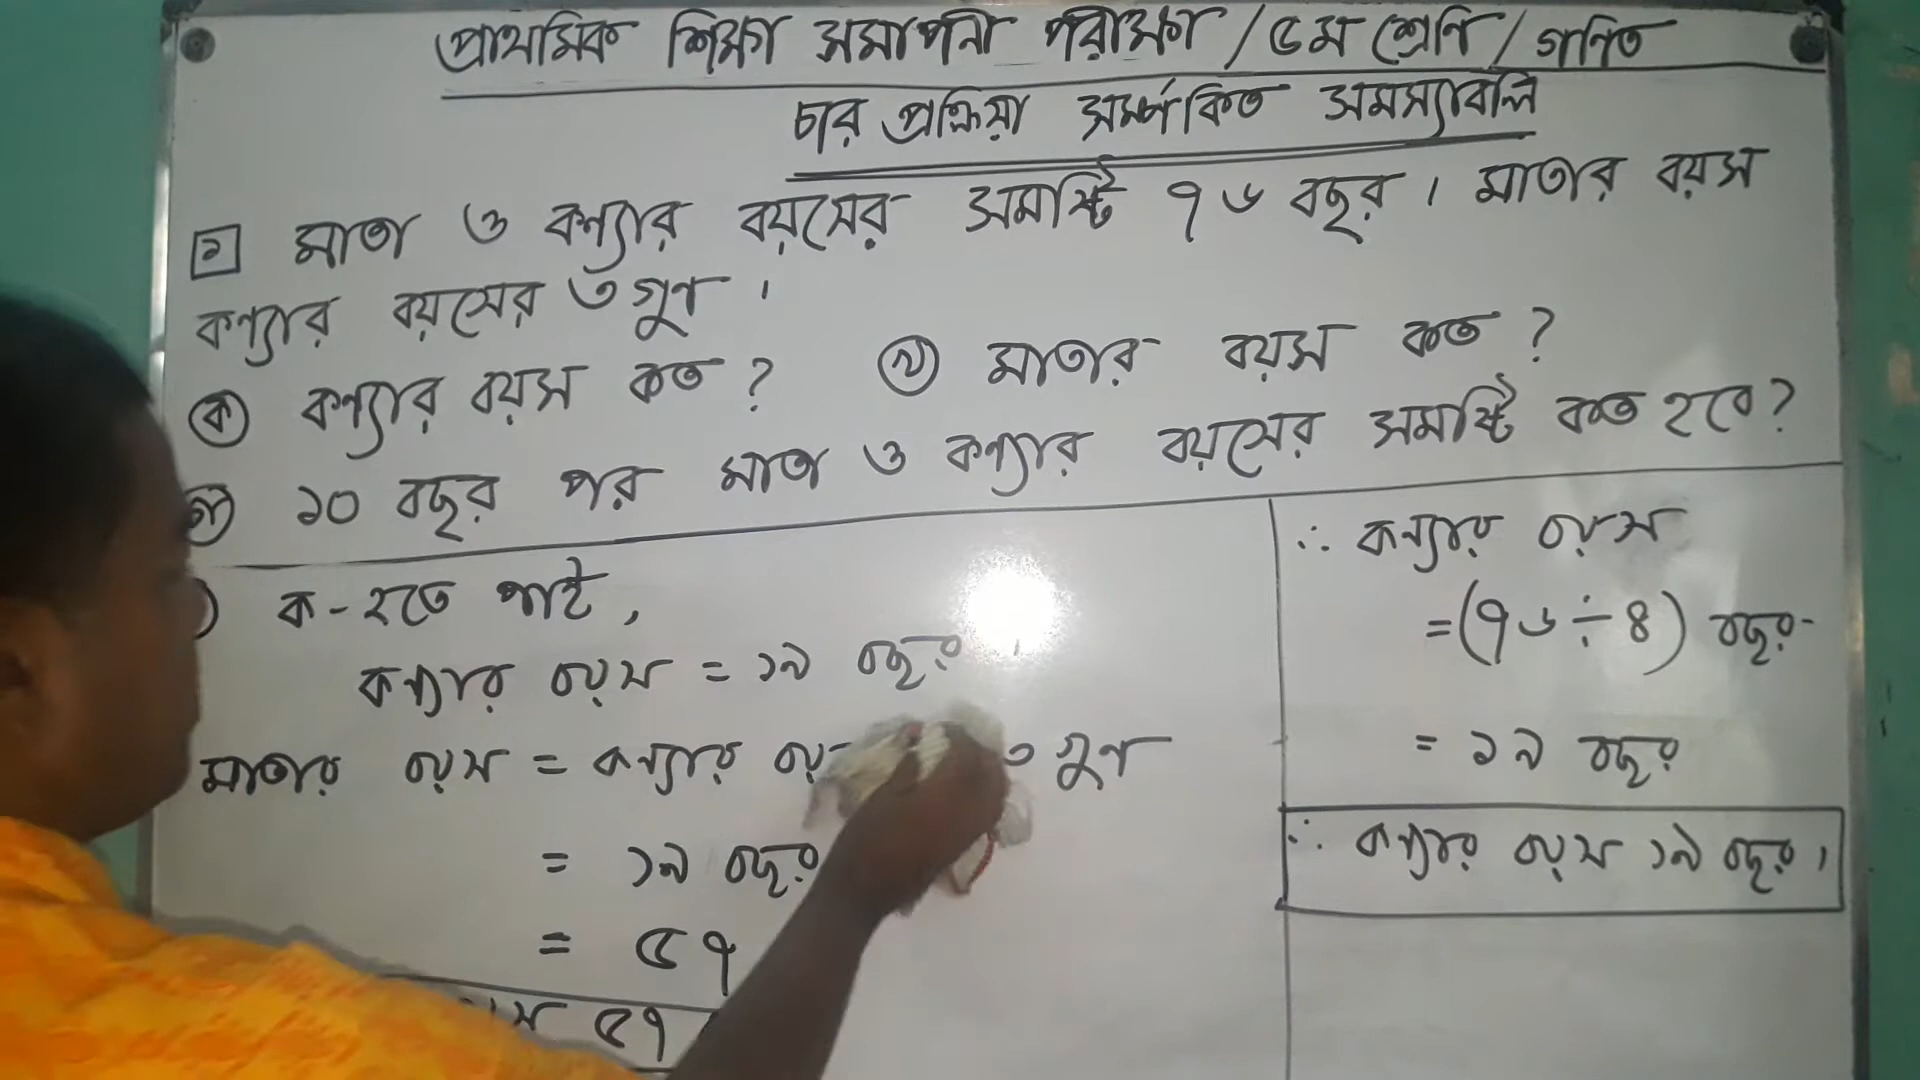 প্রাথমিক শিক্ষা সমাপনী পরীক্ষা / ৫ম শ্রেণি / গণিত
চার প্রক্রিয়া সম্পর্কিত সমস্যাবলি
১ মাতা ও কন্যার বয়সের সমষ্টি ৭৬ বছর । মাতার বয়স
কন্যার বয়সের ৩ গুণ ।
ক কন্যার বয়স কত ? খ মাতার বয়স কত ?
গ ১০ বছর পর মাতা ও কন্যার বয়সের সমষ্টি কত হবে ?
) ক - হতে পাই ,
কন্যার বয়স = ১৯ বছর ।
মাতার বয়স = কন্যার ৩ গুণ
= ১৯ বছর
= ৫৭
৫৭
∴ কন্যার বয়স
= (৭৬ ÷ ৪) বছর
= ১৯ বছর
∴ কন্যার বয়স ১৯ বছর ।